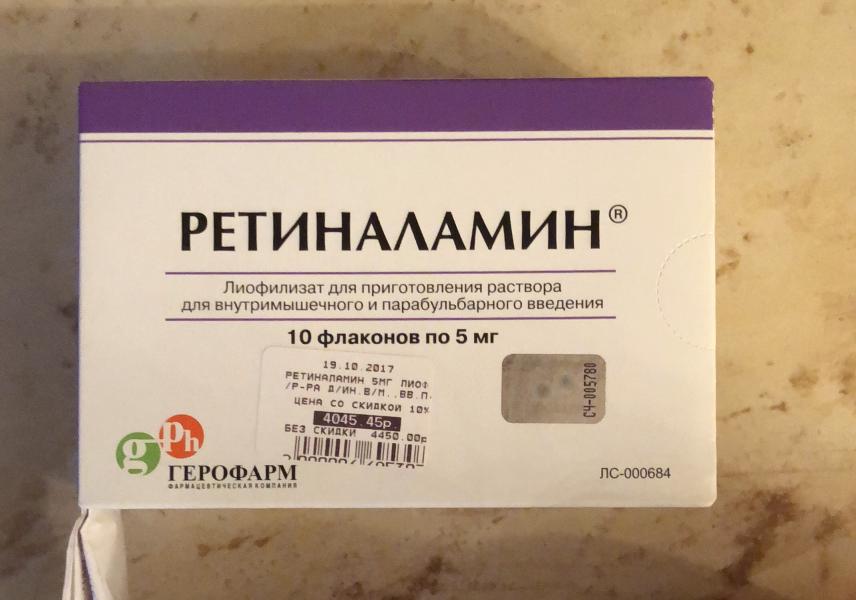 РЕТИНАЛАМИН®
Лиофилизат для приготовления раствора
для внутримышечного и парабульбарного введения
10 флаконов по 5 мг
19.10.2017
РЕТИНАЛАМИН 5МГ ЛИОФ
/Р-РА Д/ИН.В/М.,ВВ.П.
ЦЕНА СО СКИДКОЙ 10%
4045.45р.
БЕЗ СКИДКИ 4450.00р
СЧ-005780
gPh
ГЕРОФАРМ
ФАРМАЦЕВТИЧЕСКАЯ КОМПАНИЯ
ЛС-000684